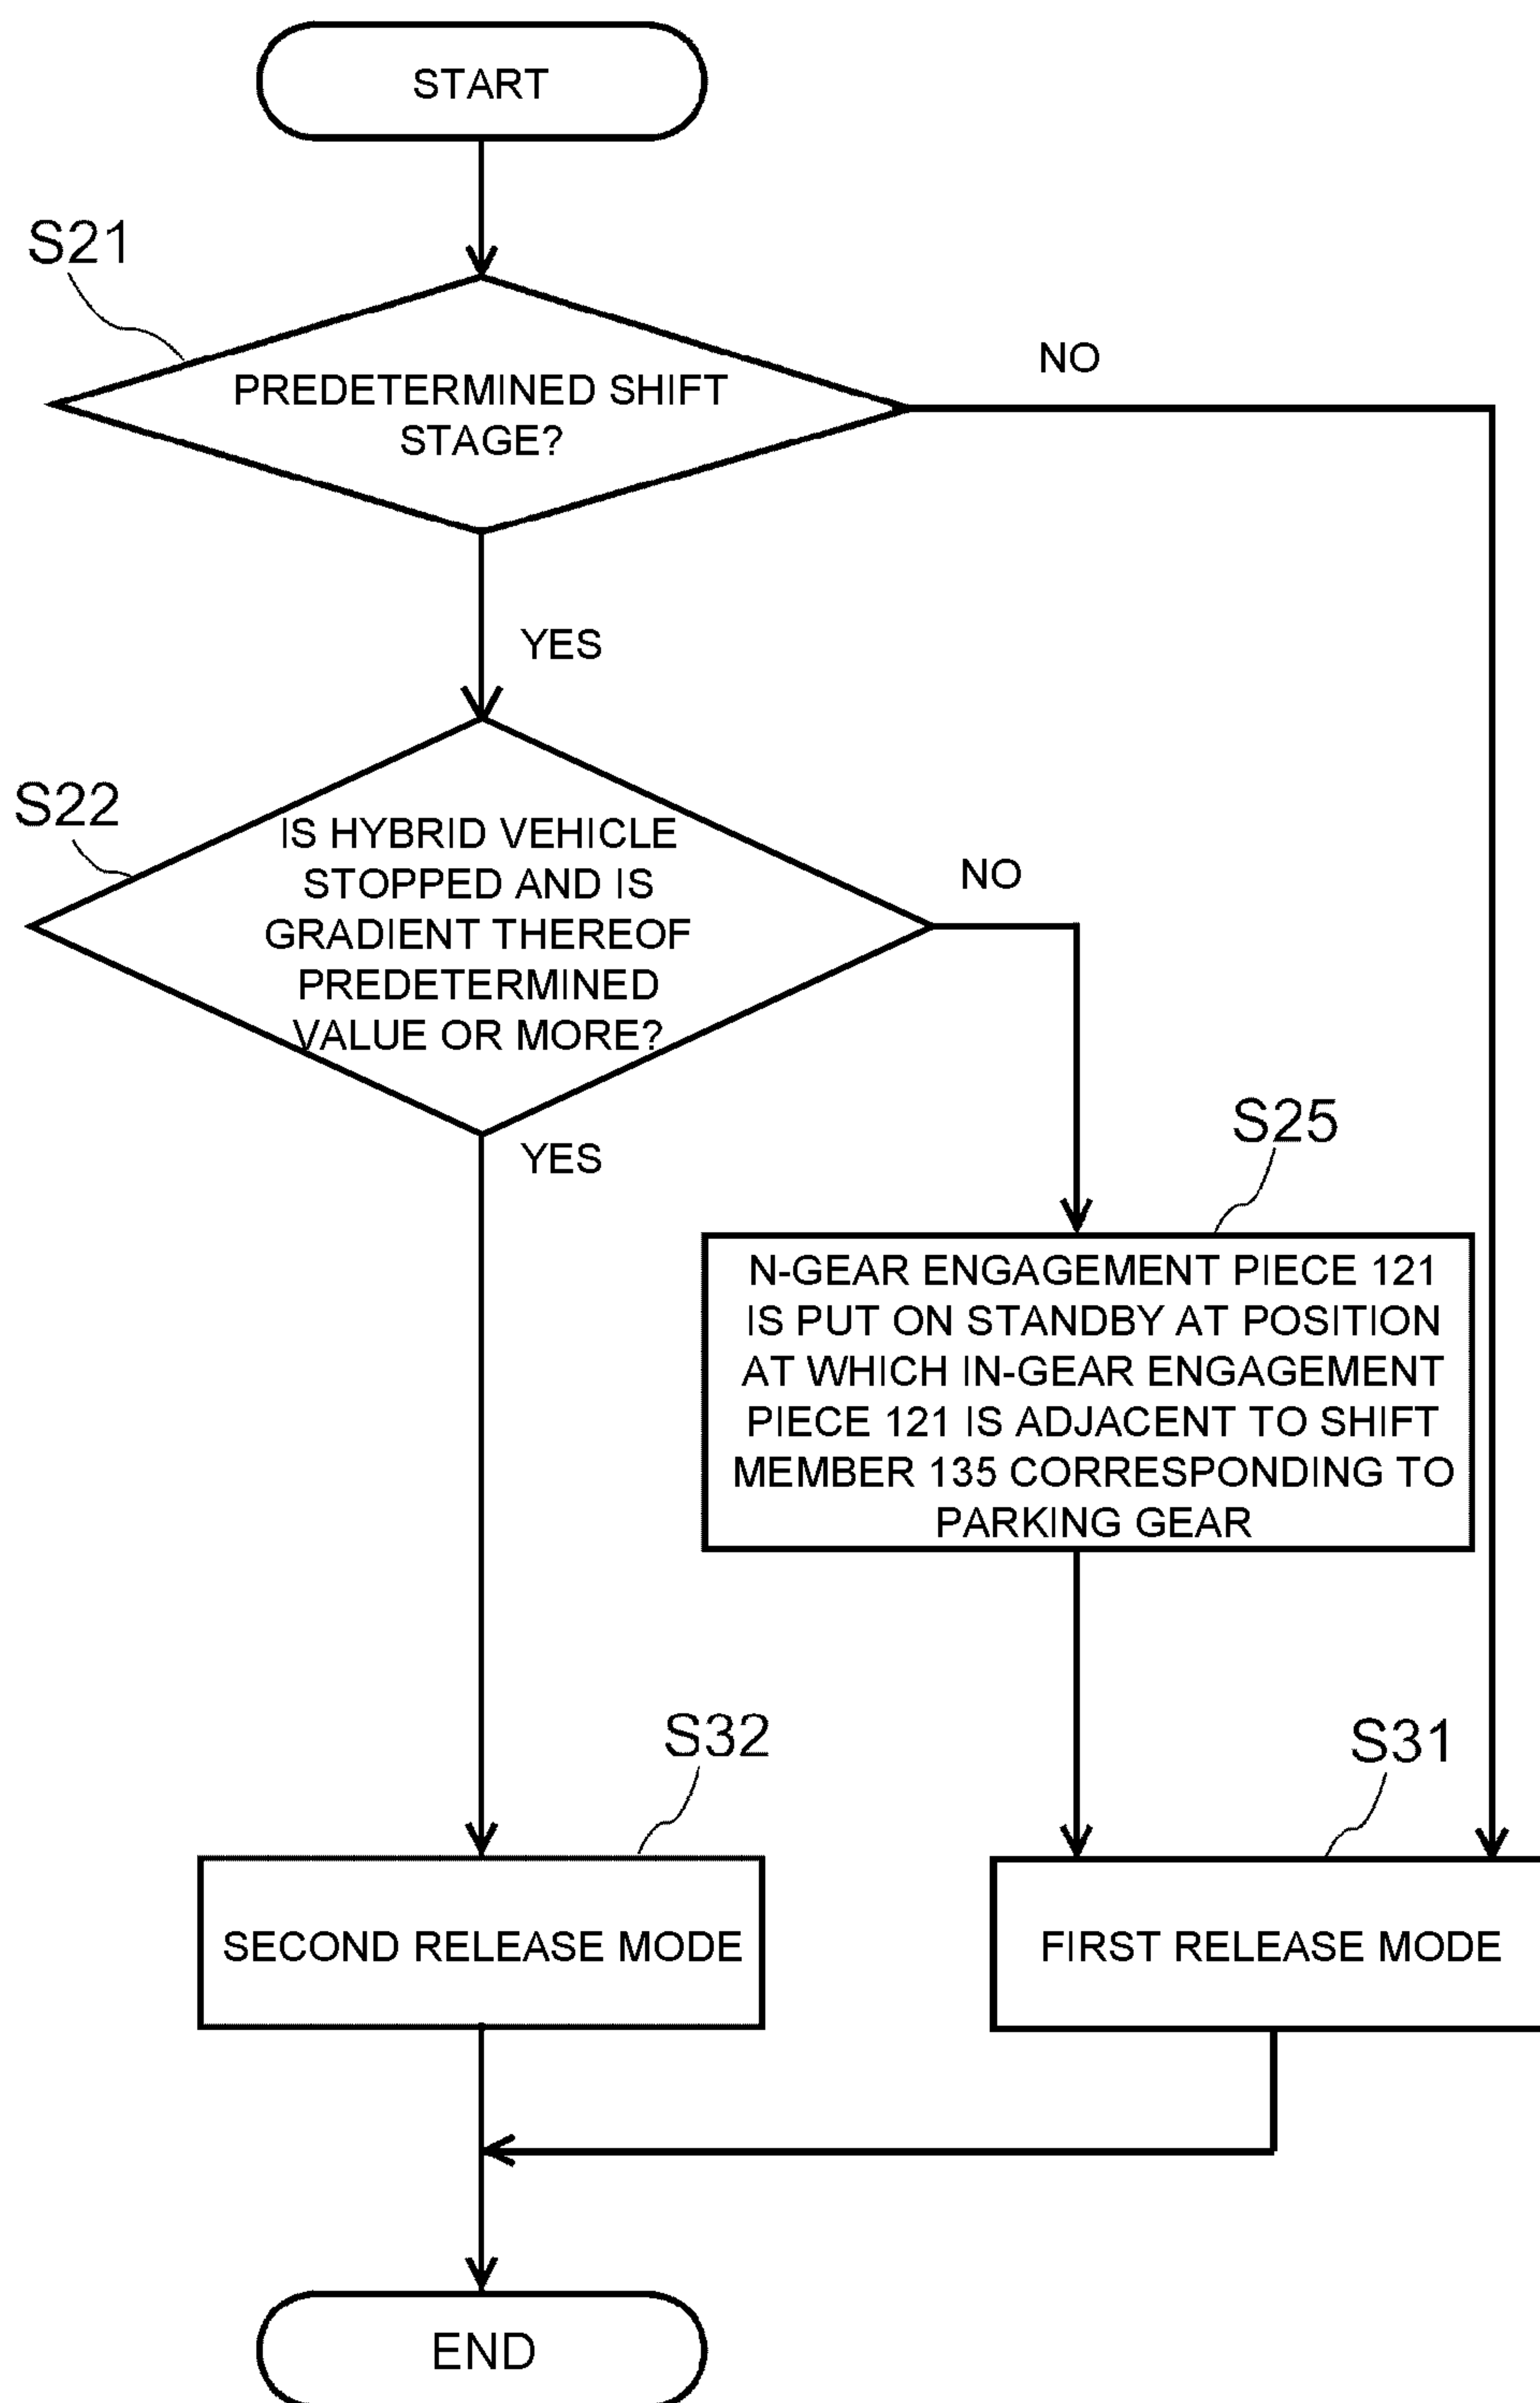 START
S21
PREDETERMINED SHIFT
STAGE?
NO
YES
S22
IS HYBRID VEHICLE
STOPPED AND IS
GRADIENT THEREOF
PREDETERMINED
VALUE OR MORE?
NO
YES
S25
N-GEAR ENGAGEMENT PIECE 121
IS PUT ON STANDBY AT POSITION
AT WHICH IN-GEAR ENGAGEMENT
PIECE 121 IS ADJACENT TO SHIFT
MEMBER 135 CORRESPONDING TO
PARKING GEAR
S32
SECOND RELEASE MODE
S31
FIRST RELEASE MODE
END